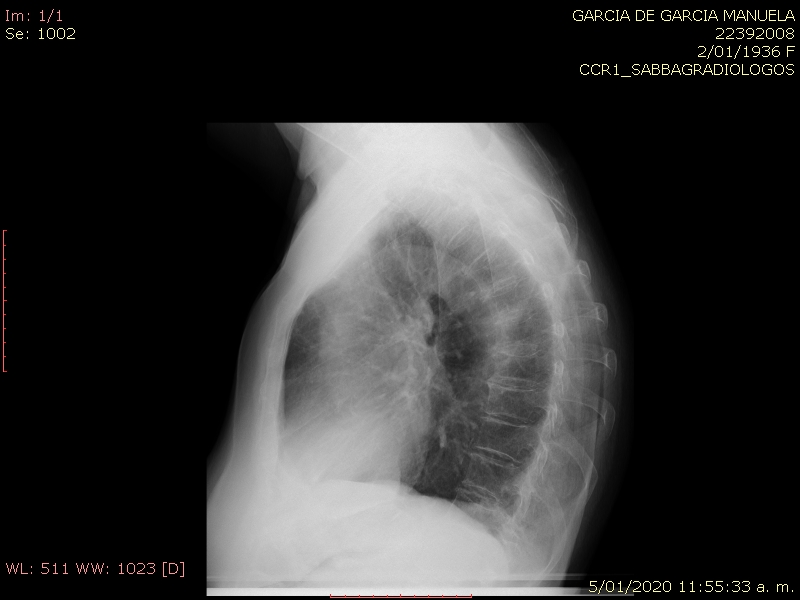 Im: 1/1
Se: 1002
GARCIA DE GARCIA MANUELA
22392008
2/01/1936 F
CCR1_SABBAGRADIOLOGOS
WL: 511 WW: 1023 [D]
5/01/2020 11:55:33 a. m.